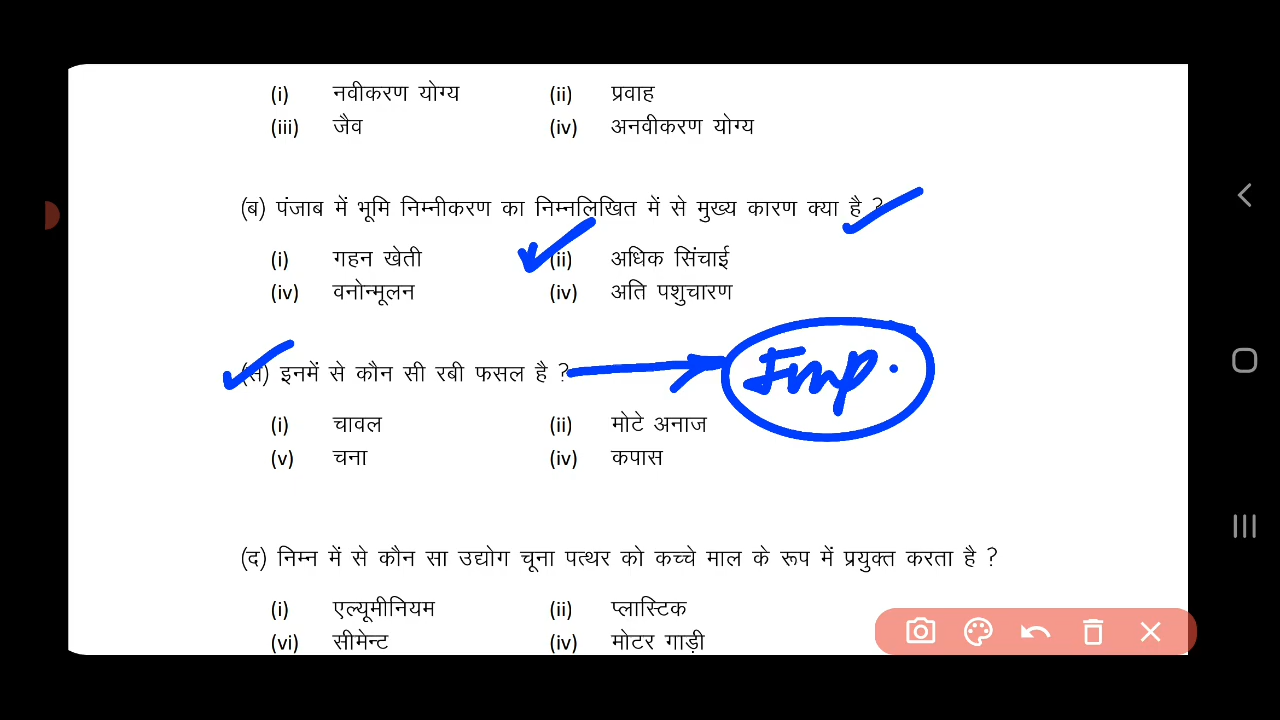 (i) नवीकरण योग्य (ii) प्रवाह
(iii) जैव (iv) अनवीकरण योग्य
(ब) पंजाब में भूमि निम्नीकरण का निम्नलिखित में से मुख्य कारण क्या है ?
(i) गहन खेती (ii) अधिक सिंचाई
(iv) वनोन्मूलन (iv) अति पशुचारण
(स) इनमें से कौन सी रबी फसल है ? Imp.
(i) चावल (ii) मोटे अनाज
(v) चना (iv) कपास
(द) निम्न में से कौन सा उद्योग चूना पत्थर को कच्चे माल के रूप में प्रयुक्त करता है ?
(i) एल्यूमीनियम (ii) प्लास्टिक
(vi) सीमेन्ट (iv) मोटर गाड़ी